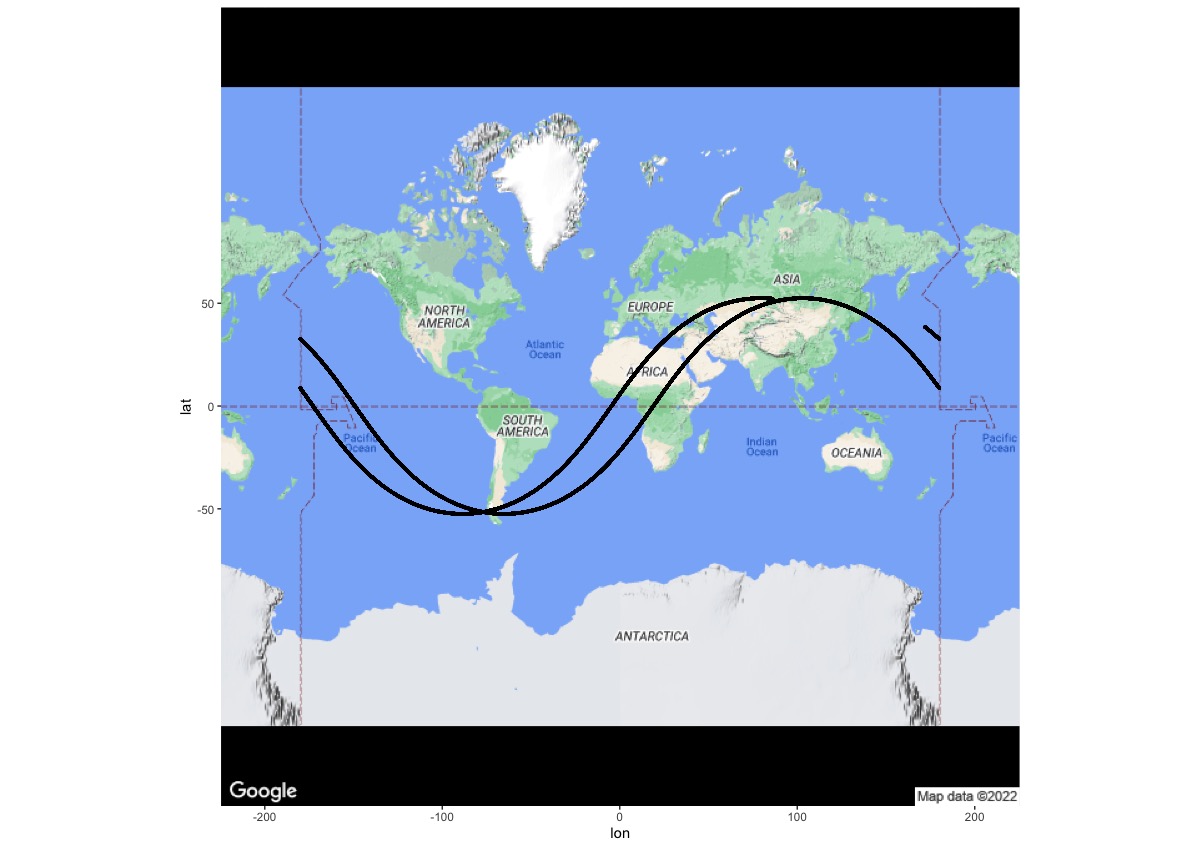 ASIA
EUROPE
NORTH
AMERICA
Atlantic
Ocean
AFRICA
SOUTH
AMERICA
Pacific
Ocean
Indian
Ocean
OCEANIA
Pacific
Ocean
ANTARCTICA
Google
Map data ©2022
50
0
-50
lat
-200
-100
0
100
200
lon